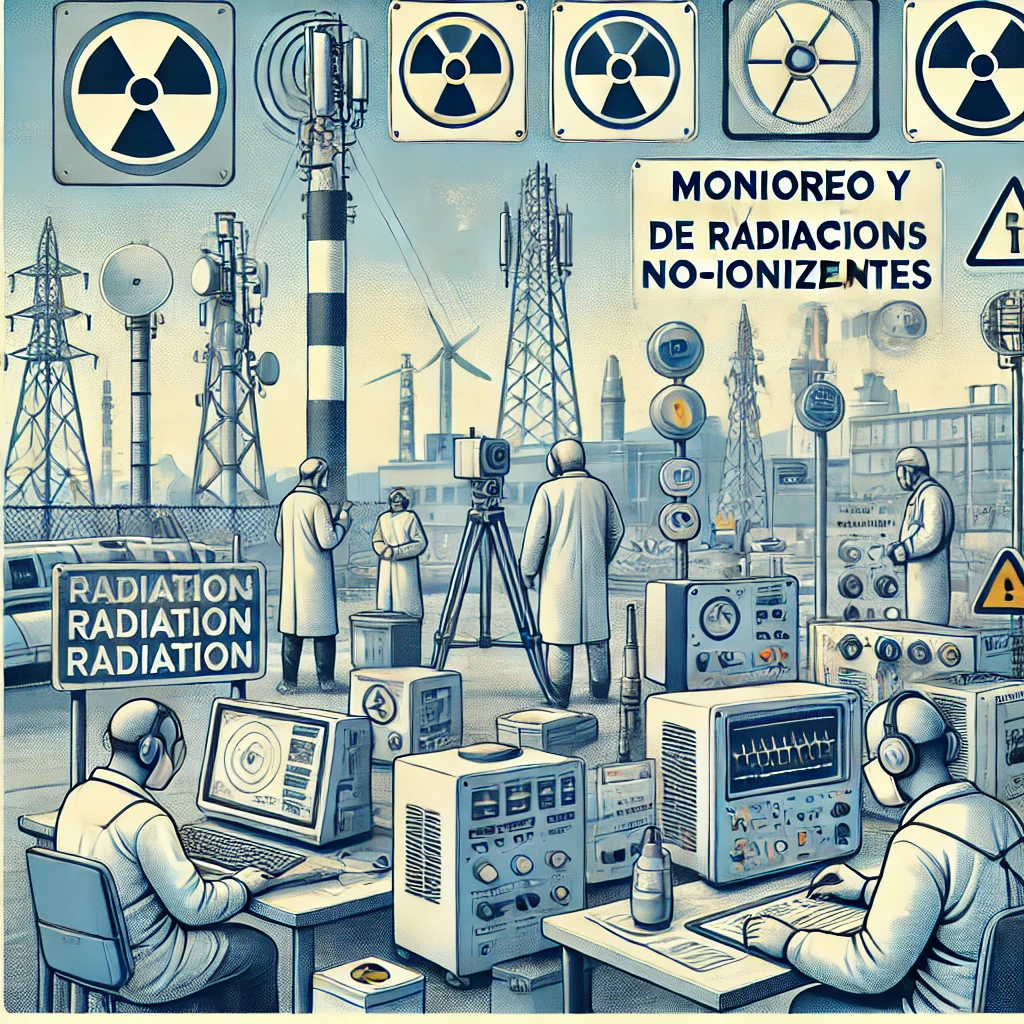 MONIOREO Y
DE RADIACIONS
NO-IONIZENTES
RADIATION
RADIATION
RADIATION